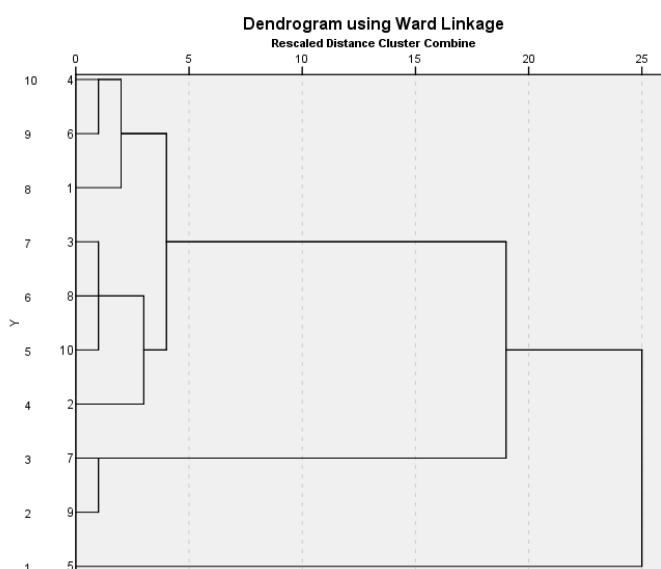 Dendrogram using Ward Linkage
Rescaled Distance Cluster Combine
0 5 10 15 20 25
10 4
9 6
8 1
7 3
6 8
Y
5 10
4 2
3 7
2 9
1 5